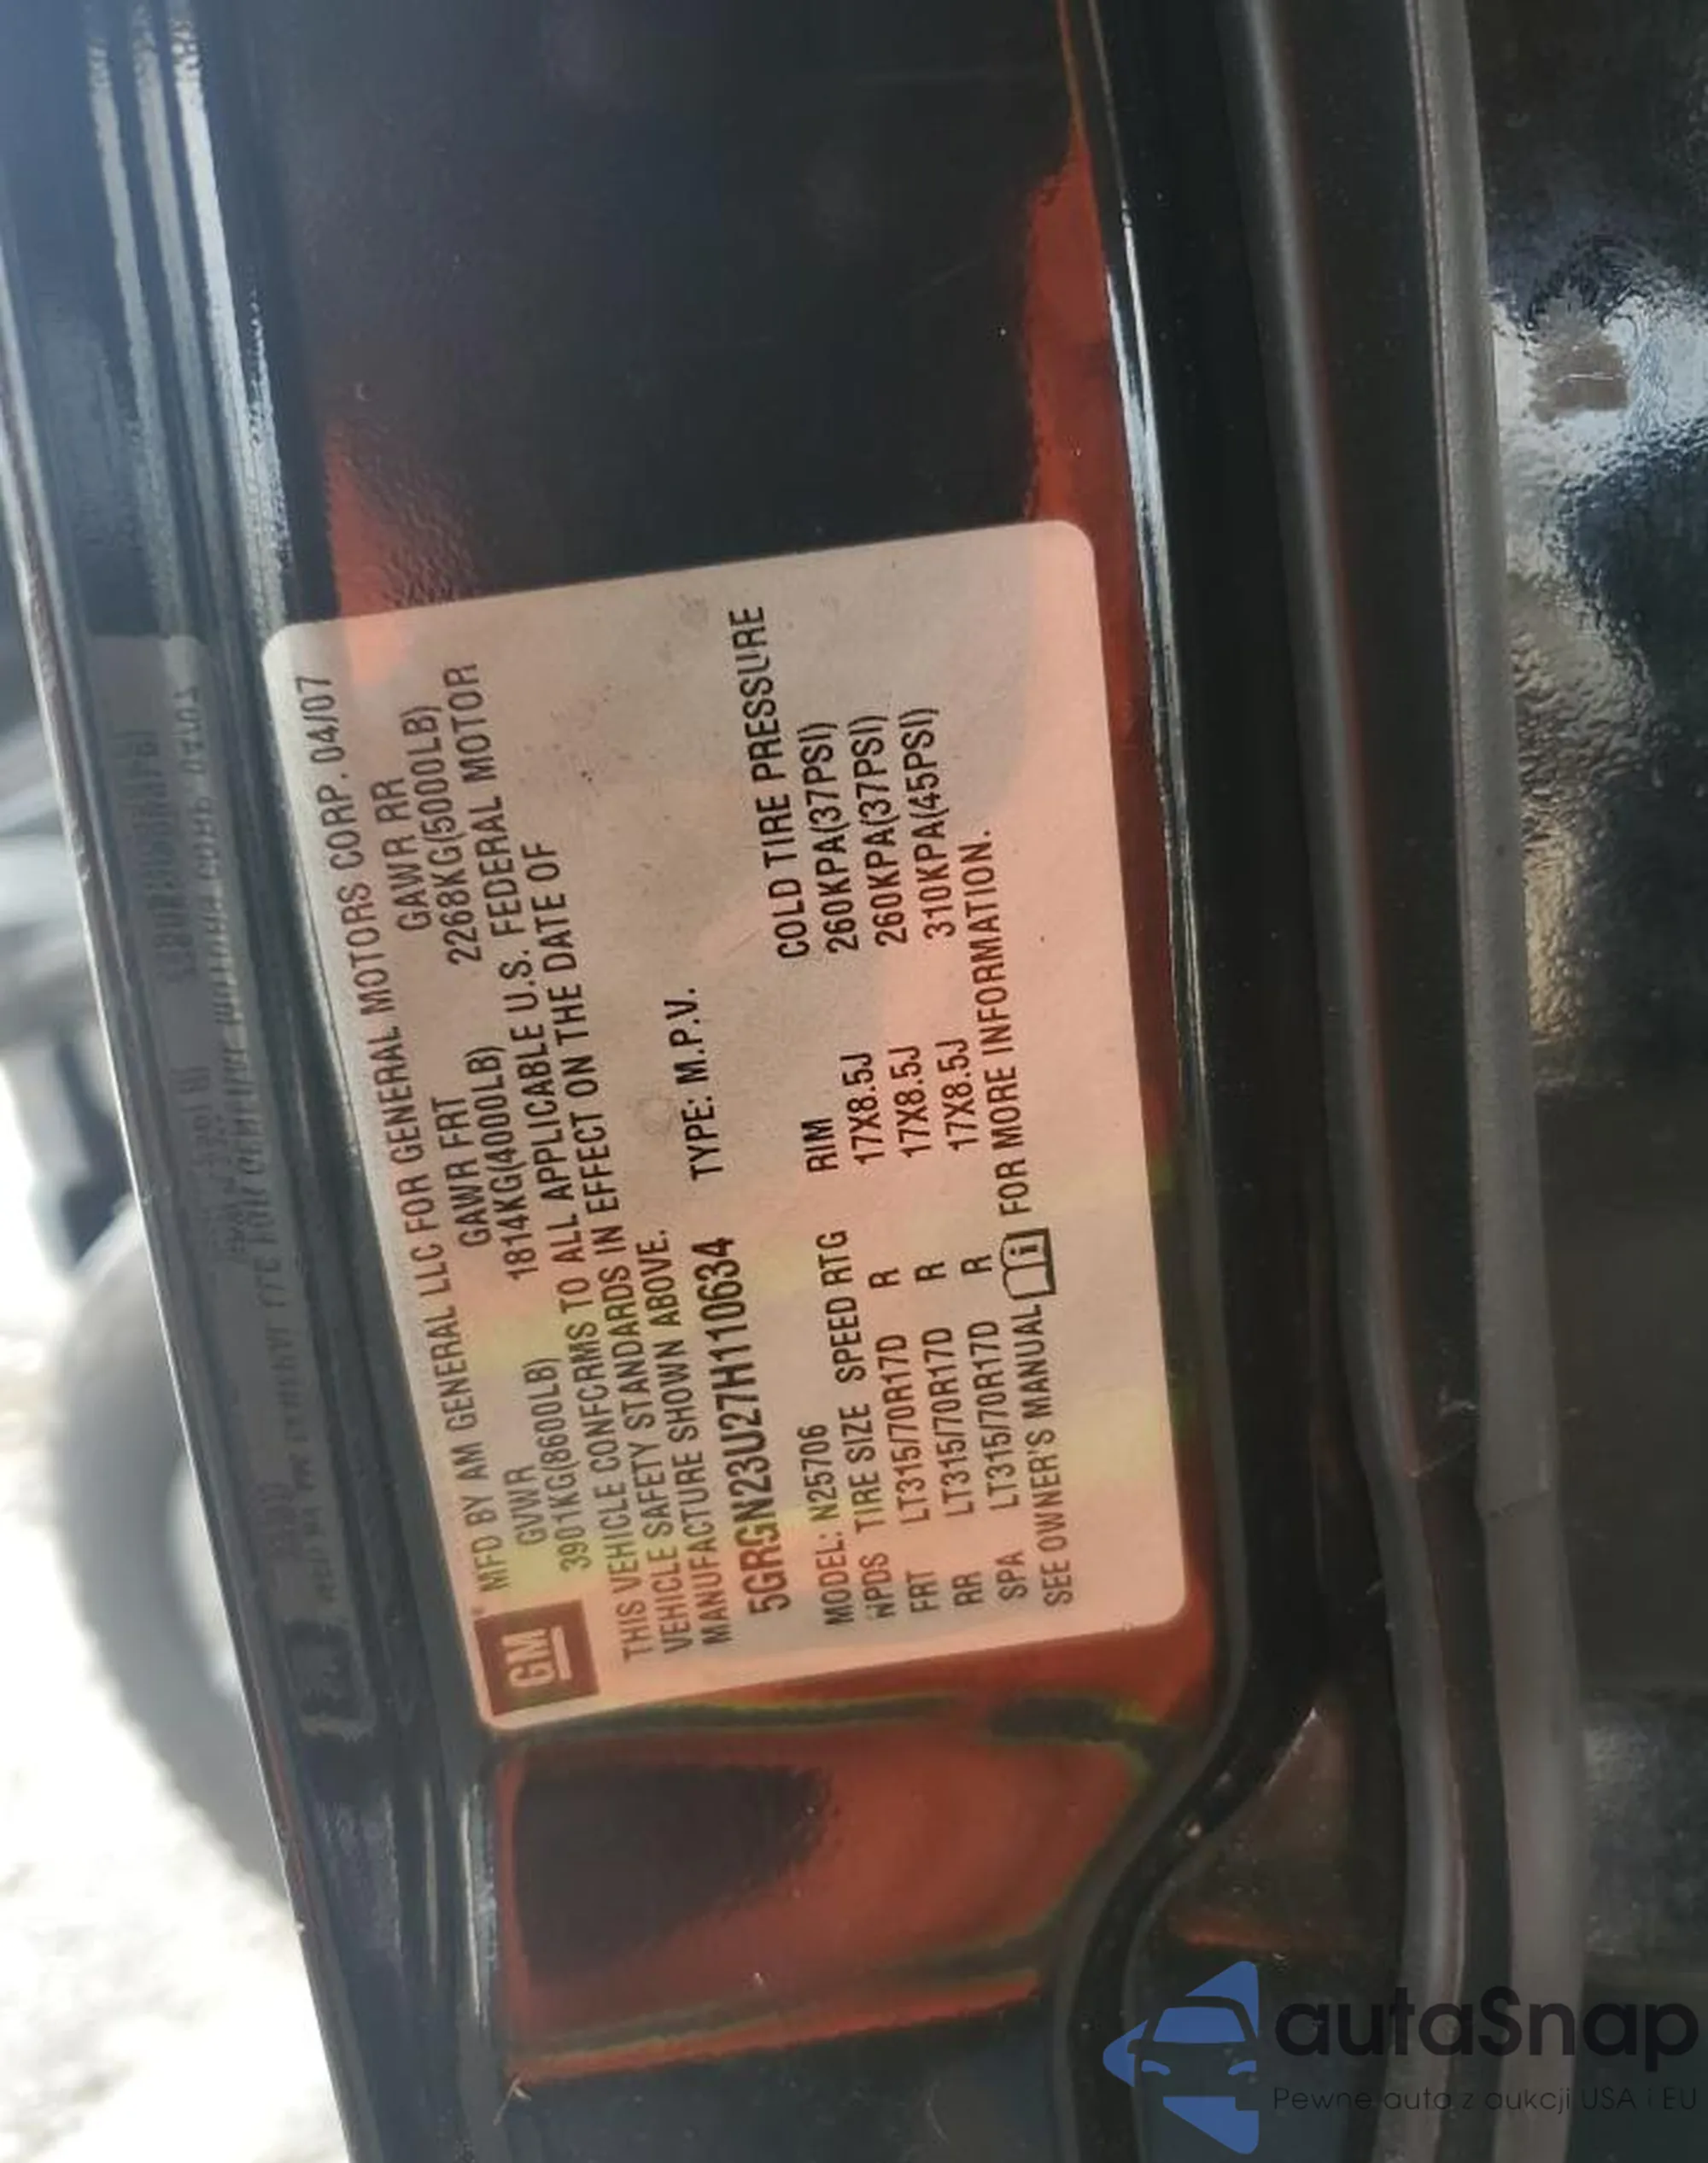 GM
MFD BY AM GENERAL LLC FOR GENERAL MOTORS CORP. 04/07
GVWR GAWR FRT GAWR RR
3901KG(8600LB) 1814KG(4000LB) 2268KG(5000LB)
THIS VEHICLE CONFCRMS TO ALL APPLICABLE U.S. FEDERAL MOTOR
VEHICLE SAFETY STANDARDS IN EFFECT ON THE DATE OF
MANUFACTURE SHOWN ABOVE.
5GRGN23U27H110634 TYPE: M.P.V.
MODEL: N25706
WPDS TIRE SIZE SPEED RTG RIM COLD TIRE PRESSURE
FRT LT315/70R17D R 17X8.5J 260KPA(37PSI)
RR LT315/70R17D R 17X8.5J 260KPA(37PSI)
SPA LT315/70R17D R 17X8.5J 310KPA(45PSI)
SEE OWNER'S MANUAL FOR MORE INFORMATION.
autaSnap
Pewne auta z aukcji USA i EU